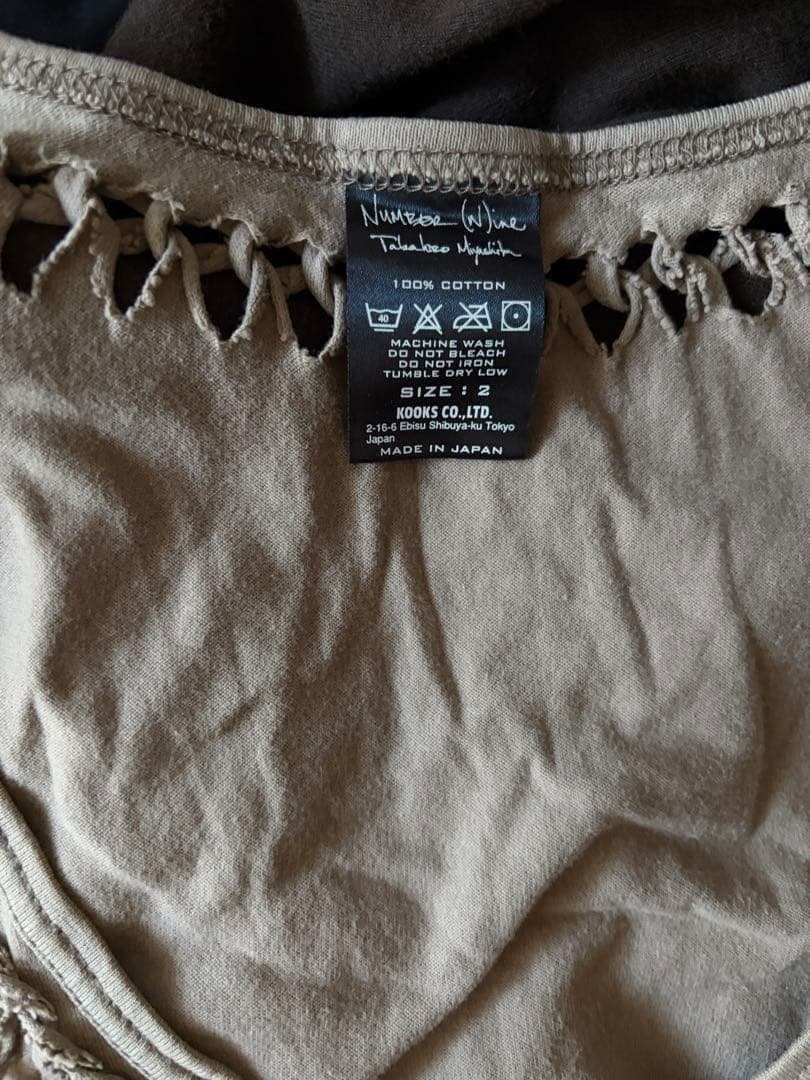 NUMBER (N)ine
Takahiro Miyashita
100% COTTON
40
MACHINE WASH
DO NOT BLEACH
DO NOT IRON
TUMBLE DRY LOW
SIZE : 2
KOOKS CO.,LTD.
2-16-6 Ebisu Shibuya-ku Tokyo
Japan
MADE IN JAPAN